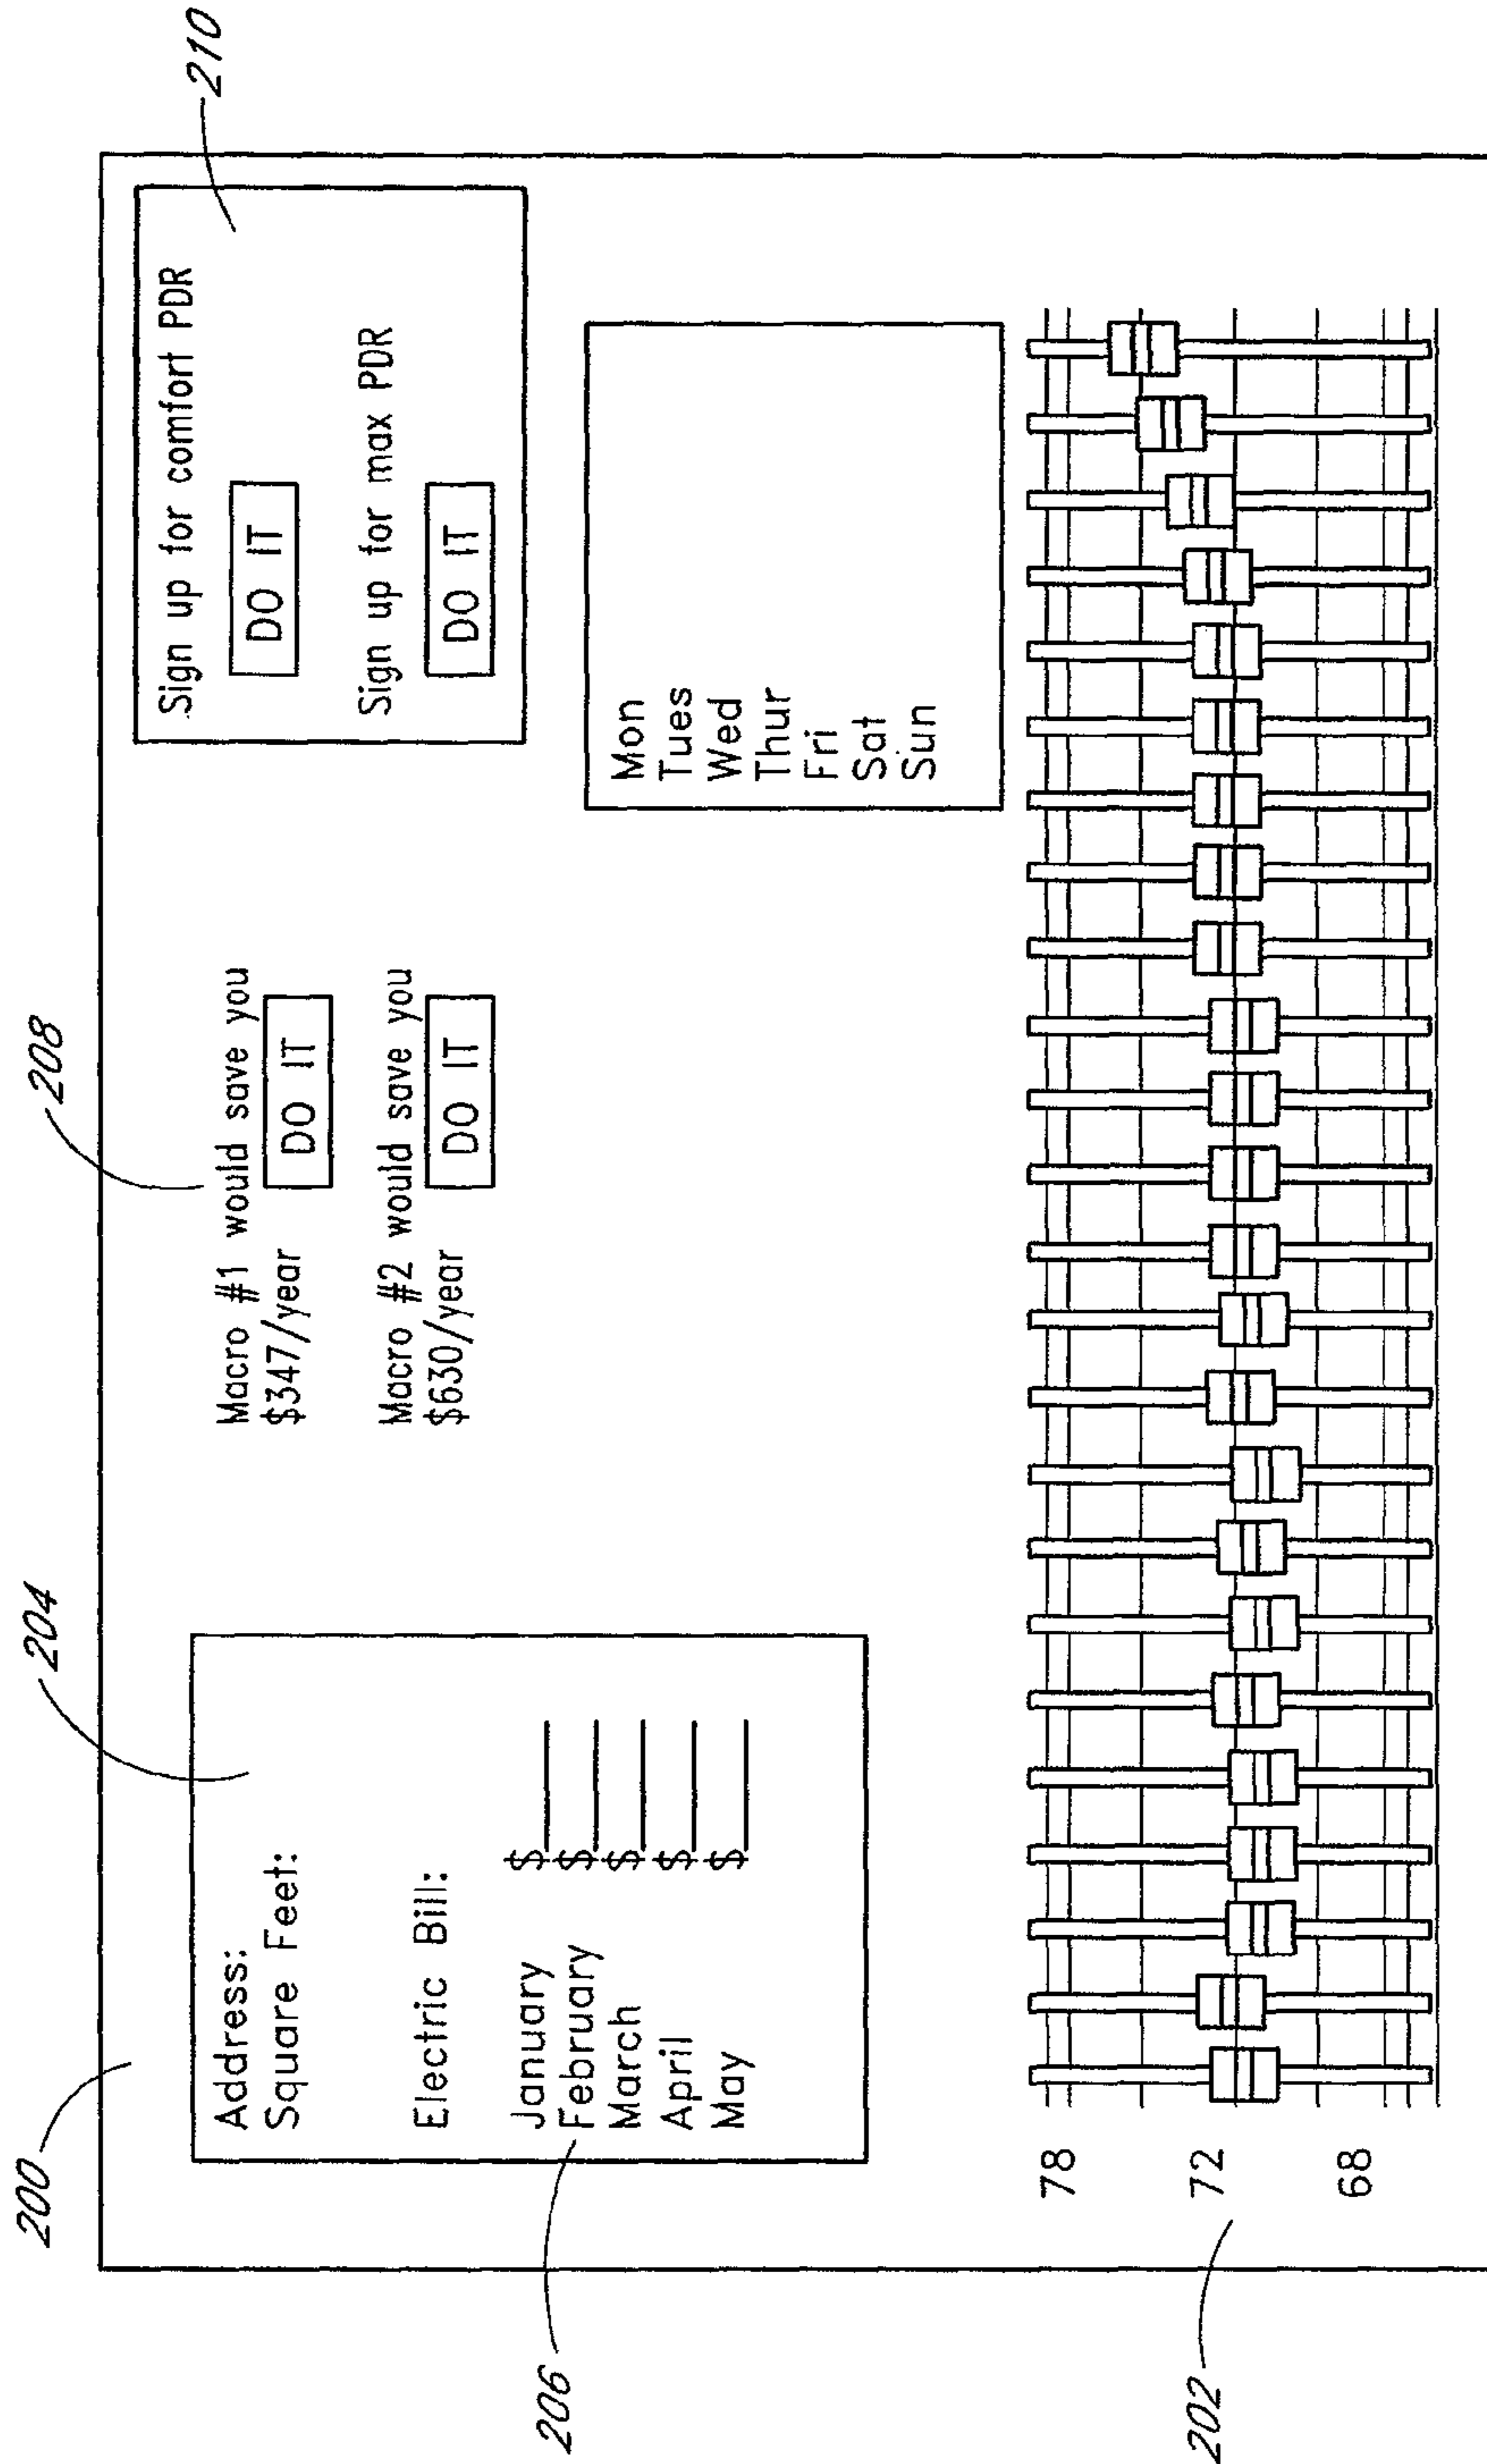 200
204
208
210
Address:
Square Feet:
Electric Bill:
January $
February $
March $
April $
May $
206
Macro #1 would save you
$347/year
DO IT
Macro #2 would save you
$630/year
DO IT
Sign up for comfort PDR
DO IT
Sign up for max PDR
DO IT
Mon
Tues
Wed
Thur
Fri
Sat
Sun
78
72
68
202